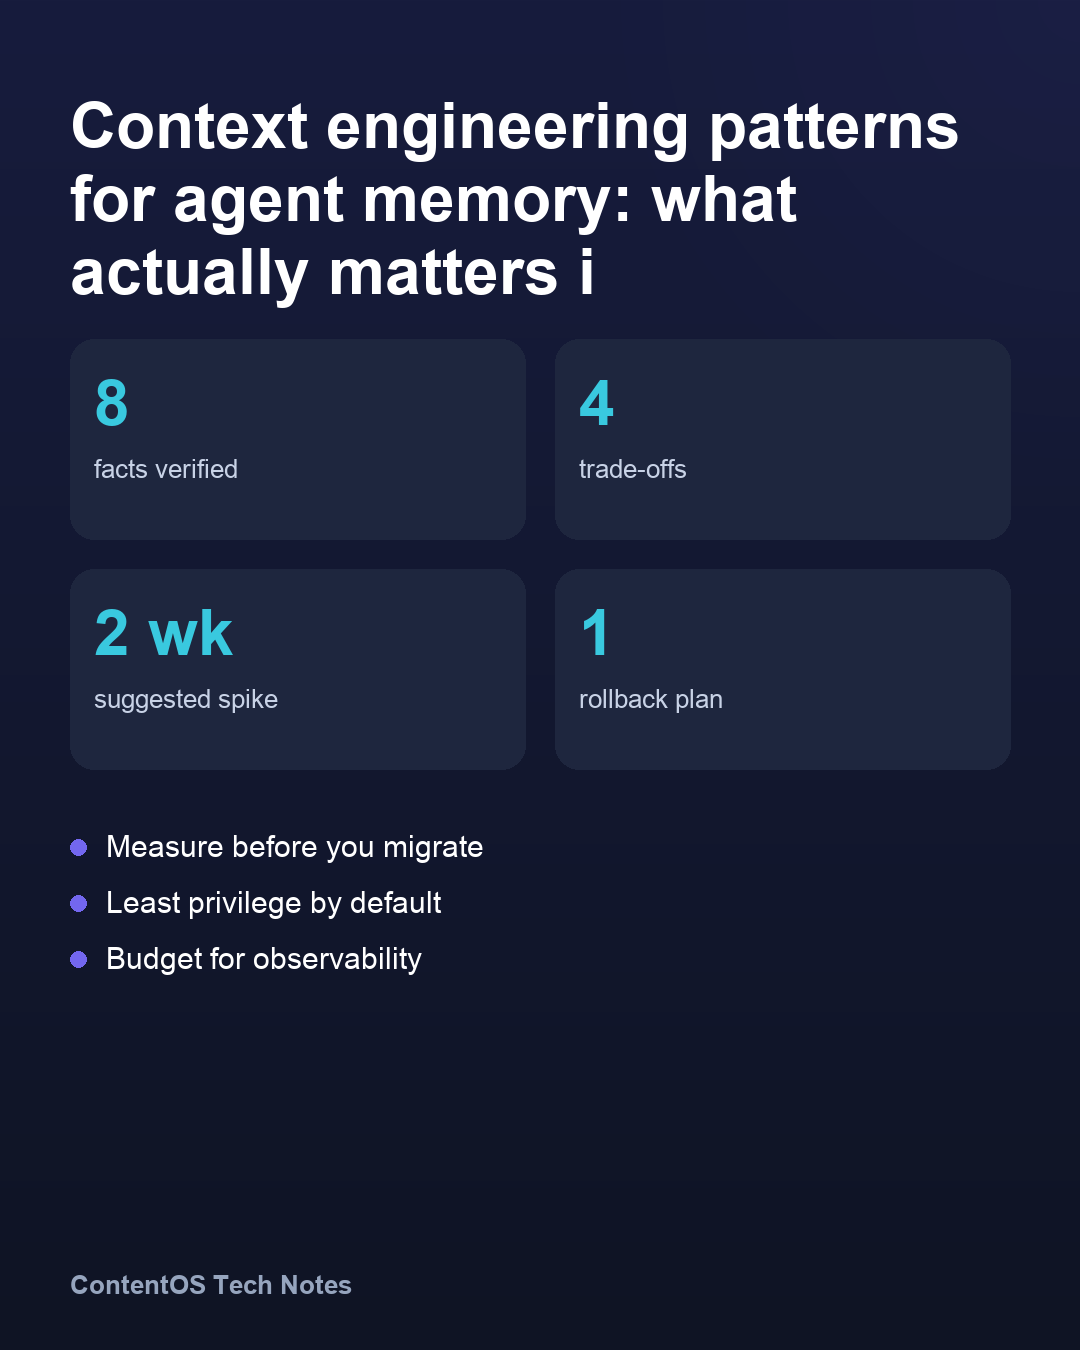 Context engineering patterns
for agent memory: what
actually matters i
8
facts verified
4
trade-offs
2 wk
suggested spike
1
rollback plan
Measure before you migrate
Least privilege by default
Budget for observability
ContentOS Tech Notes